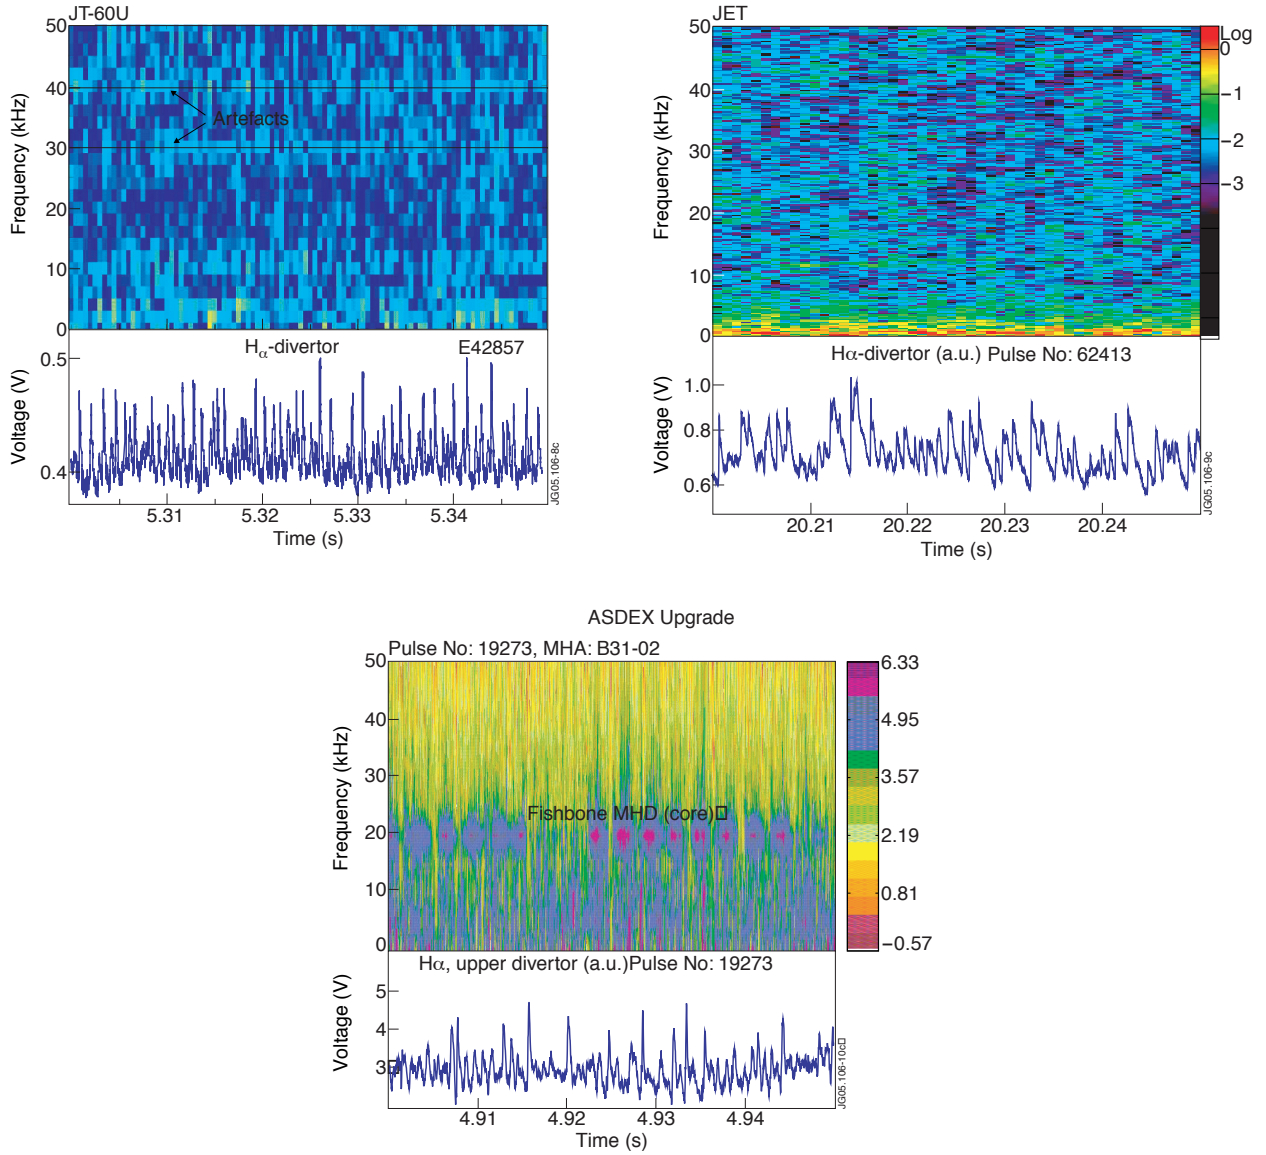 JT-60U
50
40
30
20
10
0
Frequency (kHz)
Artefacts
Hα-divertor
E42857
0.5
0.4
Voltage (V)
5.31
5.32
5.33
5.34
Time (s)
JG05.106-8c
JET
50
40
30
20
10
0
Frequency (kHz)
Log
0
−1
−2
−3
Hα-divertor (a.u.) Pulse No: 62413
1.0
0.8
0.6
Voltage (V)
20.21
20.22
20.23
20.24
Time (s)
JG05.106-9c
ASDEX Upgrade
Pulse No: 19273, MHA: B31-02
50
40
30
20
10
0
Frequency (kHz)
Fishbone MHD (core)□
6.33
4.95
3.57
2.19
0.81
−0.57
Hα, upper divertor (a.u.)Pulse No: 19273
5
4
3□
Voltage (V)
4.91
4.92
4.93
4.94
Time (s)
JG05.106-10c□